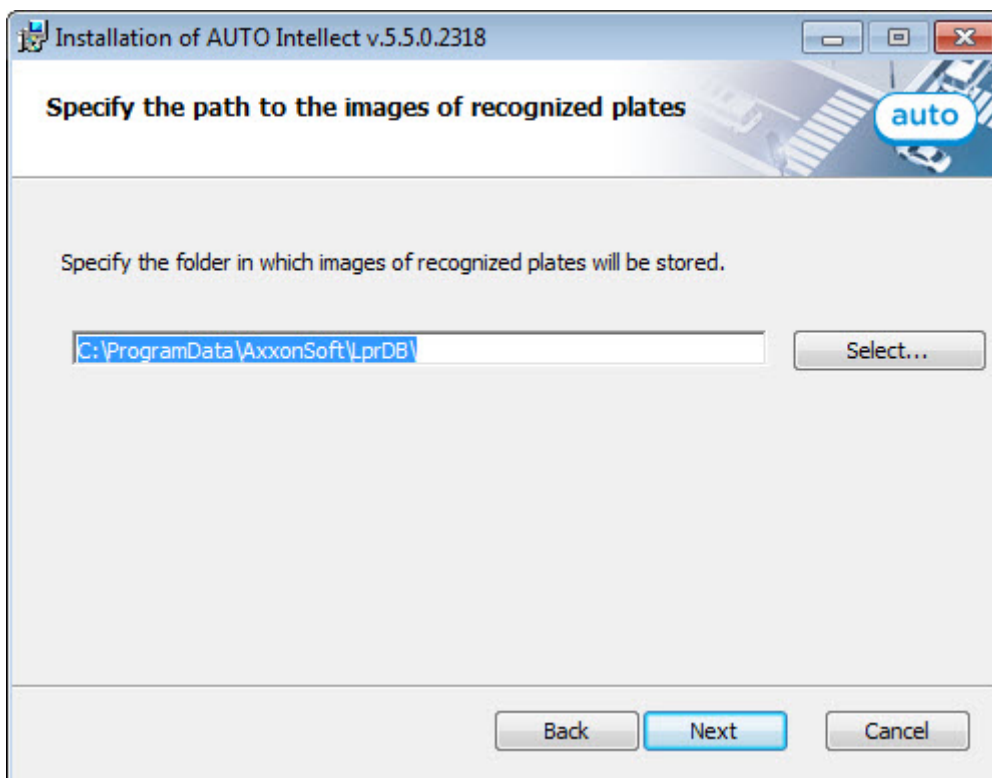 Installation of AUTO Intellect v.5.5.0.2318
Specify the path to the images of recognized plates
auto
Specify the folder in which images of recognized plates will be stored.
C:\ProgramData\AxxonSoft\LprDB\
Select...
Back
Next
Cancel